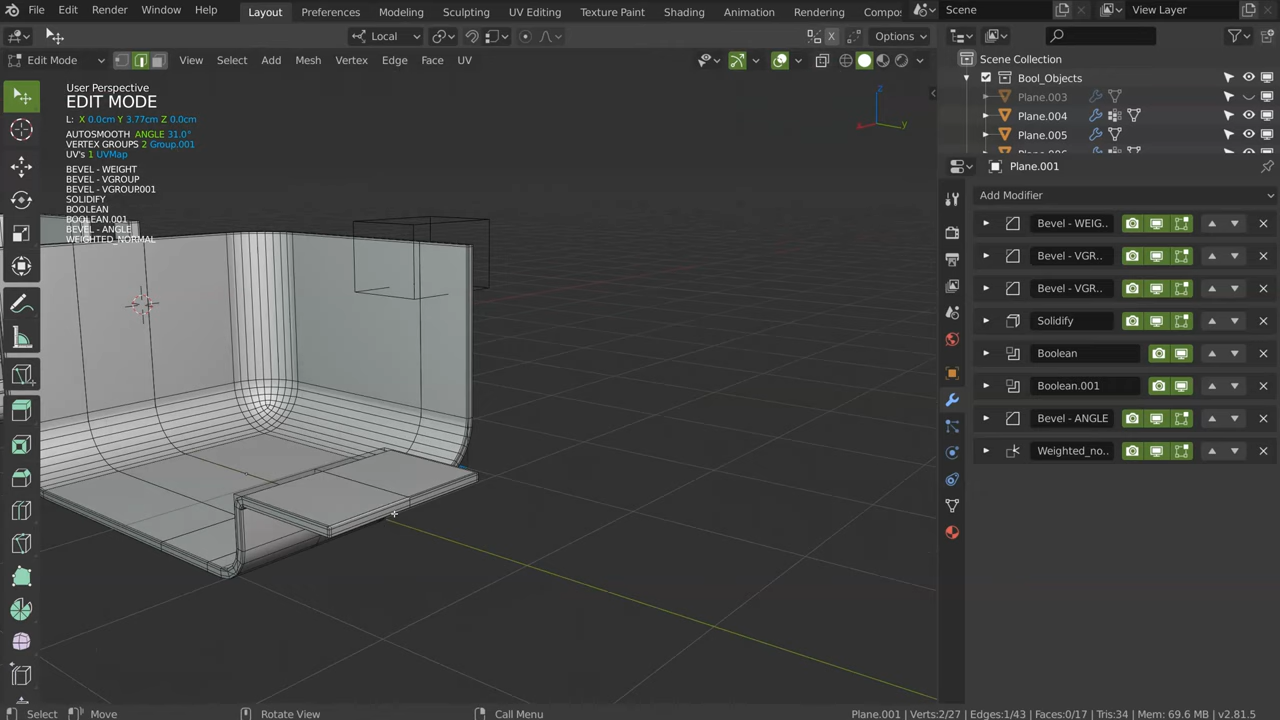 File Edit Render Window Help Layout Preferences Modeling Sculpting UV Editing Texture Paint Shading Animation Rendering Compo Scene View Layer
Local Options
Edit Mode View Select Add Mesh Vertex Edge Face UV
User Perspective
EDIT MODE
L: X 0.0cm Y 3.77cm Z 0.0cm
AUTOSMOOTH ANGLE 31.0°
VERTEX GROUPS 2 Group.001
UV's 1 UVMap
BEVEL - WEIGHT
BEVEL - VGROUP
BEVEL - VGROUP.001
SOLIDIFY
BOOLEAN
BOOLEAN.001
BEVEL - ANGLE
WEIGHTED_NORMAL
z
x
y
Scene Collection
Bool_Objects
Plane.003
Plane.004
Plane.005
Plane.001
Add Modifier
Bevel - WEIG..
Bevel - VGR..
Bevel - VGR..
Solidify
Boolean
Boolean.001
Bevel - ANGLE
Weighted_no..
Select Move Rotate View Call Menu Plane.001 | Verts:2/27 | Edges:1/43 | Faces:0/17 | Tris:34 | Mem: 69.6 MB | v2.81.5